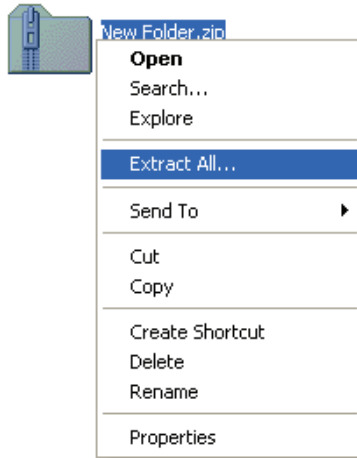 New Folder.zip
Open
Search...
Explore
Extract All...
Send To
Cut
Copy
Create Shortcut
Delete
Rename
Properties